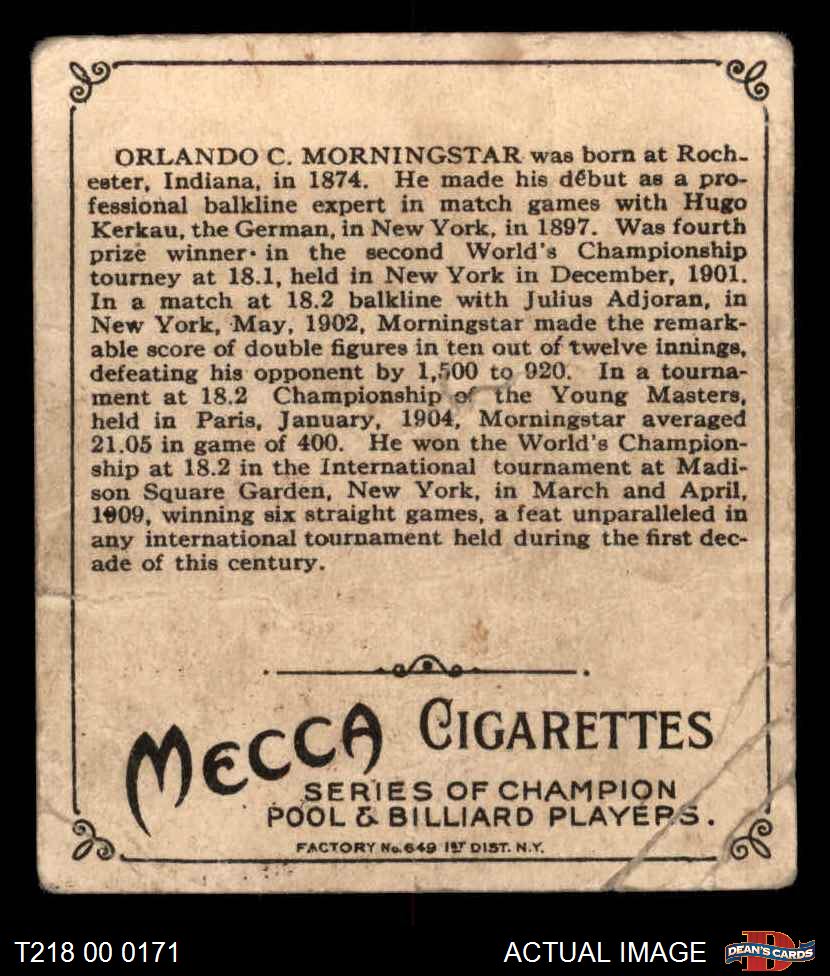 ORLANDO C. MORNINGSTAR was born at Roch-
ester, Indiana, in 1874. He made his début as a pro-
fessional balkline expert in match games with Hugo
Kerkau, the German, in New York, in 1897. Was fourth
prize winner in the second World's Championship
tourney at 18.1, held in New York in December, 1901.
In a match at 18.2 balkline with Julius Adjoran, in
New York, May, 1902, Morningstar made the remark-
able score of double figures in ten out of twelve innings,
defeating his opponent by 1,500 to 920. In a tourna-
ment at 18.2 Championship of the Young Masters,
held in Paris, January, 1904, Morningstar averaged
21.05 in game of 400. He won the World's Champion-
ship at 18.2 in the International tournament at Madi-
son Square Garden, New York, in March and April,
1909, winning six straight games, a feat unparalleled in
any international tournament held during the first dec-
ade of this century.
MECCA CIGARETTES
SERIES OF CHAMPION
POOL & BILLIARD PLAYERS.
FACTORY No. 649 1ST DIST. N.Y.
T218 00 0171 ACTUAL IMAGE DEAN'S CARDS